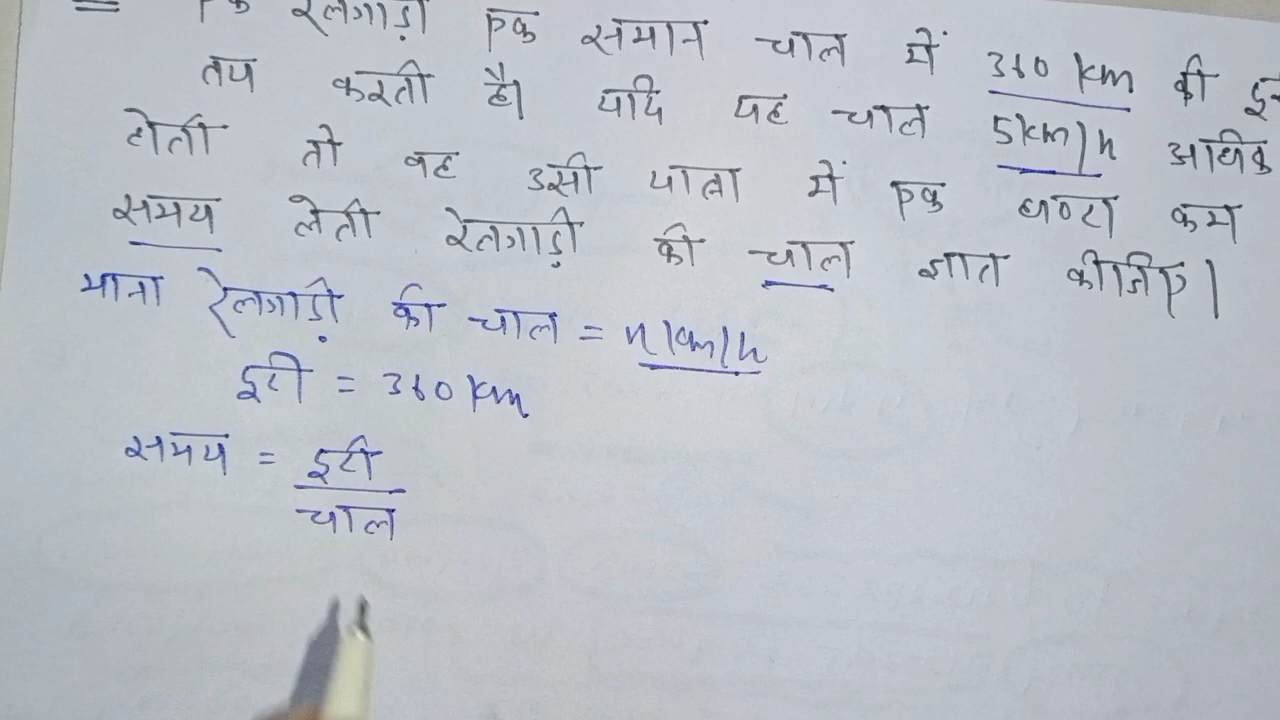 एक रेलगाड़ी एक समान चाल में 360 km की
तय करती है। यदि यह चाल 5km/h अधिक
होती तो वह उसी यात्रा में एक घण्टा कम
समय लेती रेलगाड़ी की चाल ज्ञात कीजिए।
माना रेलगाड़ी की चाल = x km/h
दूरी = 360 km
समय = दूरी
चाल